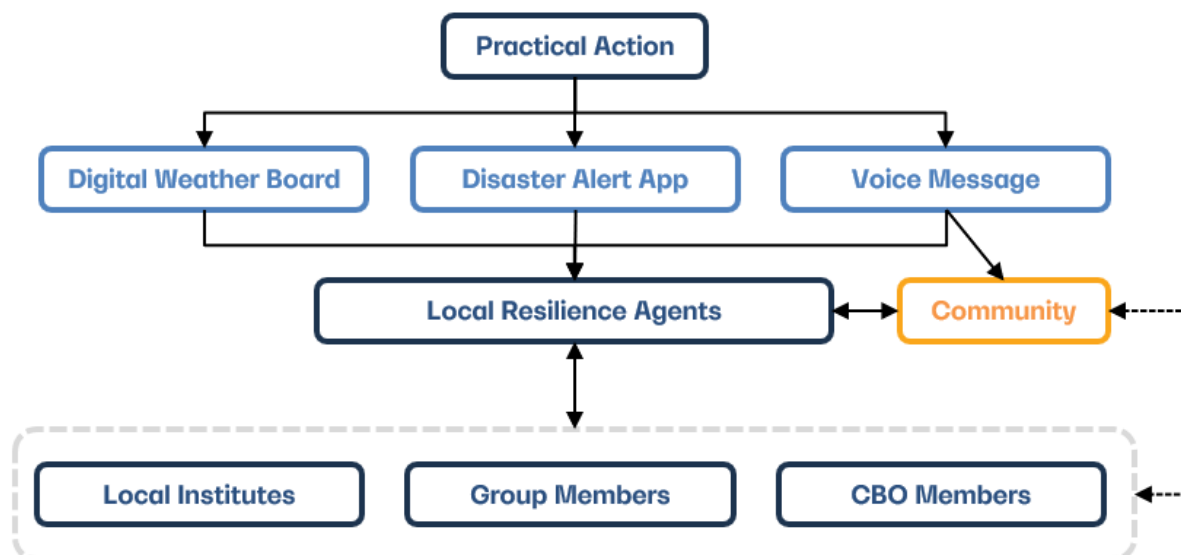 Practical Action
Digital Weather Board
Disaster Alert App
Voice Message
Local Resilience Agents
Community
Local Institutes
Group Members
CBO Members